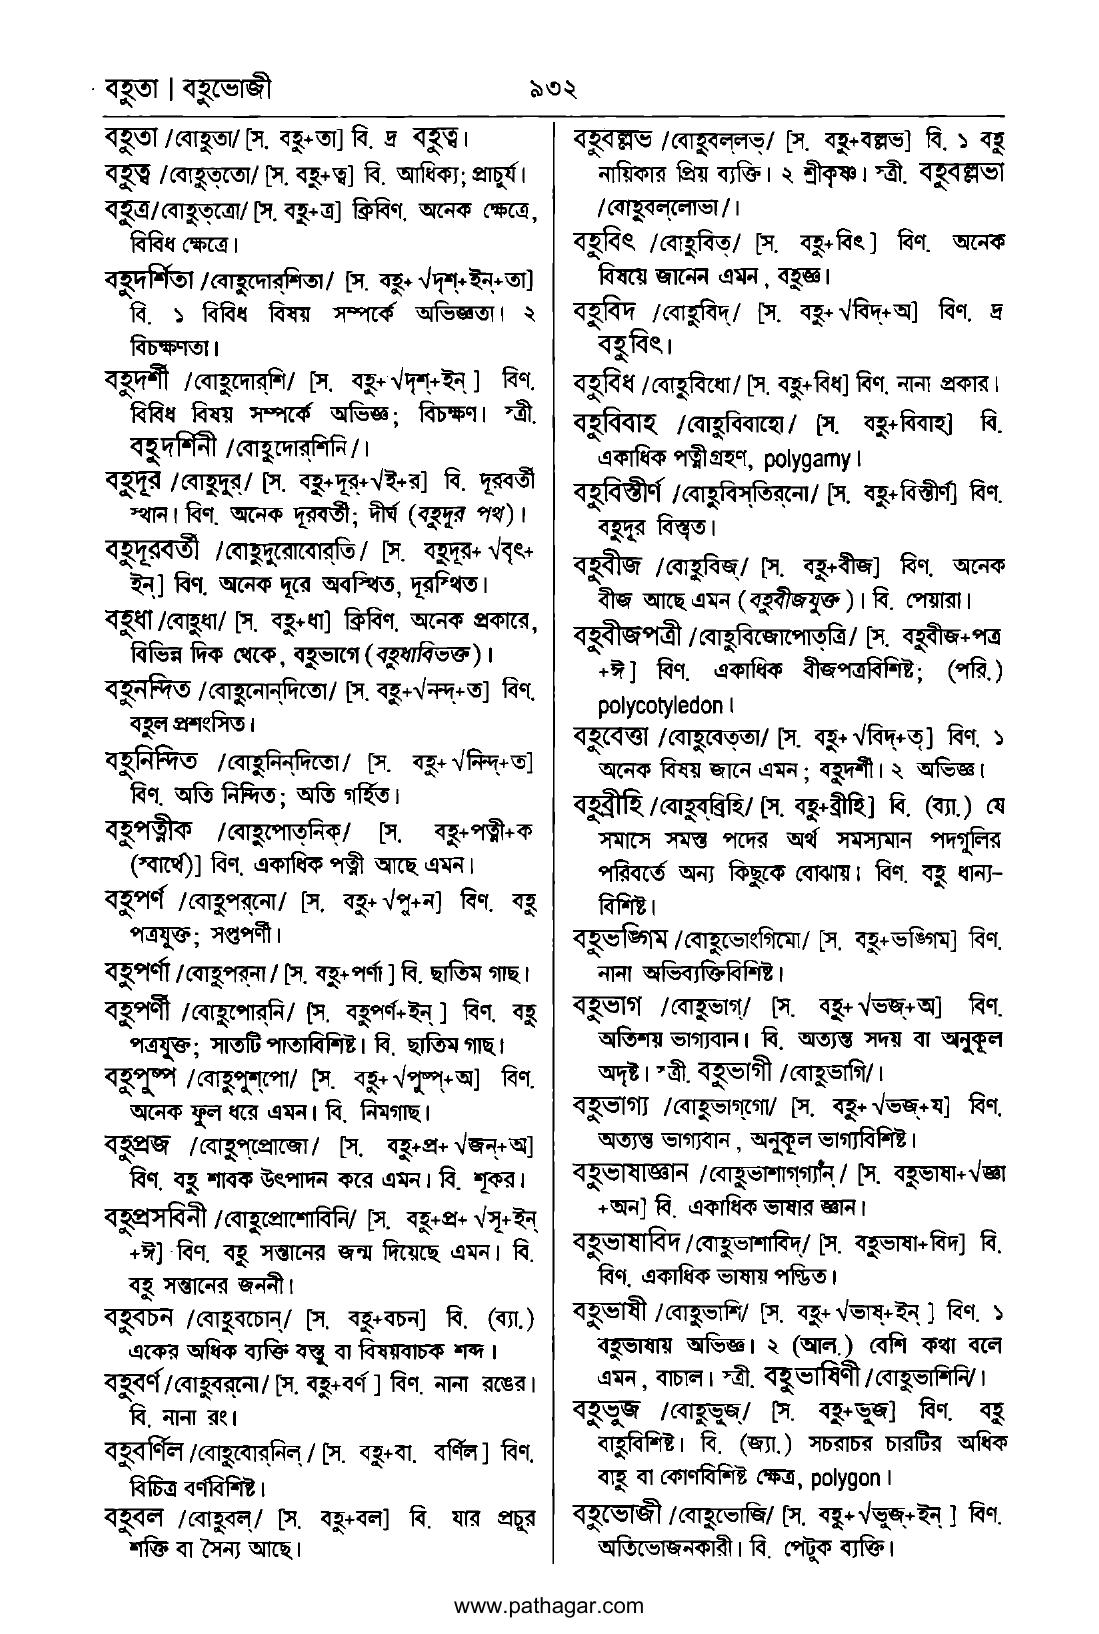 বহুতা | বহুভোজী
৯৩২
বহুতা /বোহুতা/ [স. বহু+তা] বি. দ্র বহুত্ব।
বহুত্ব /বোহুত্‌তো/ [স. বহু+ত্ব] বি. আধিক্য; প্রাচুর্য।
বহুত্র/বোহুত্‌ত্রো/ [স. বহু+ত্র] ক্রিবিণ. অনেক ক্ষেত্রে,
বিবিধ ক্ষেত্রে।
বহুদর্শিতা /বোহুদোর্‌শিতা/ [স. বহু+ √দৃশ্‌+ইন্‌+তা]
বি. ১ বিবিধ বিষয় সম্পর্কে অভিজ্ঞতা। ২
বিচক্ষণতা।
বহুদর্শী /বোহুদোর্‌শি/ [স. বহু+√দৃশ্‌+ইন্‌ ] বিণ.
বিবিধ বিষয় সম্পর্কে অভিজ্ঞ; বিচক্ষণ। স্ত্রী.
বহুদর্শিনী /বোহুদোর্‌শিনি/।
বহুদূর /বোহুদুর্‌/ [স. বহু+দূর্‌+√ই+র] বি. দূরবর্তী
স্থান। বিণ. অনেক দূরবর্তী; দীর্ঘ (বহুদূর পথ)।
বহুদূরবর্তী /বোহুদুরোবোর্‌তি/ [স. বহুদূর+ √বৃৎ+
ইন্‌] বিণ. অনেক দূরে অবস্থিত, দূরস্থিত।
বহুধা /বোহুধা/ [স. বহু+ধা] ক্রিবিণ. অনেক প্রকারে,
বিভিন্ন দিক থেকে, বহুভাগে (বহুধাবিভক্ত)।
বহুনন্দিত /বোহুনোন্‌দিতো/ [স. বহু+√নন্দ্‌+ত] বিণ.
বহুল প্রশংসিত।
বহুনিন্দিত /বোহুনিন্‌দিতো/ [স. বহু+ √নিন্দ্‌+ত]
বিণ. অতি নিন্দিত; অতি গর্হিত।
বহুপত্নীক /বোহুপোত্‌নিক্‌/ [স. বহু+পত্নী+ক
(স্বার্থে)] বিণ. একাধিক পত্নী আছে এমন।
বহুপর্ণ /বোহুপর্‌নো/ [স. বহু+ √পৄ+ন] বিণ. বহু
পত্রযুক্ত; সপ্তপর্ণী।
বহুপর্ণা /বোহুপর্‌না/ [স. বহু+পর্ণা ] বি. ছাতিম গাছ।
বহুপর্ণী /বোহুপোর্‌নি/ [স. বহুপর্ণ+ইন্‌ ] বিণ. বহু
পত্রযুক্ত; সাতটি পাতাবিশিষ্ট। বি. ছাতিম গাছ।
বহুপুষ্প /বোহুপুশ্‌পো/ [স. বহু+√পুষ্প্‌+অ] বিণ.
অনেক ফুল ধরে এমন। বি. নিমগাছ।
বহুপ্রজ /বোহুপ্‌প্রোজো/ [স. বহু+প্র+ √জন্‌+অ]
বিণ. বহু শাবক উৎপাদন করে এমন। বি. শূকর।
বহুপ্রসবিনী /বোহুপ্রোশোবিনি/ [স. বহু+প্র+ √সূ+ইন্‌
+ঈ] বিণ. বহু সন্তানের জন্ম দিয়েছে এমন। বি.
বহু সন্তানের জননী।
বহুবচন /বোহুবচোন্‌/ [স. বহু+বচন] বি. (ব্যা.)
একের অধিক ব্যক্তি বস্তু বা বিষয়বাচক শব্দ।
বহুবর্ণ /বোহুবর্‌নো/ [স. বহু+বর্ণ ] বিণ. নানা রঙের।
বি. নানা রং।
বহুবর্ণিল /বোহুবোর্‌নিল্‌ / [স. বহু+বা. বর্ণিল ] বিণ.
বিচিত্র বর্ণবিশিষ্ট।
বহুবল /বোহুবল্‌/ [স. বহু+বল] বি. যার প্রচুর
শক্তি বা সৈন্য আছে।
বহুবল্লভ /বোহুবল্‌লভ্‌/ [স. বহু+বল্লভ] বি. ১ বহু
নায়িকার প্রিয় ব্যক্তি। ২ শ্রীকৃষ্ণ। স্ত্রী. বহুবল্লভা
/বোহুবল্‌লোভা/।
বহুবিৎ /বোহুবিত্‌/ [স. বহু+বিৎ ] বিণ. অনেক
বিষয়ে জানেন এমন, বহুজ্ঞ।
বহুবিদ /বোহুবিদ্‌/ [স. বহু+ √বিদ্‌+অ] বিণ. দ্র
বহুবিৎ।
বহুবিধ /বোহুবিধো/ [স. বহু+বিধ] বিণ. নানা প্রকার।
বহুবিবাহ /বোহুবিবাহো/ [স. বহু+বিবাহ] বি.
একাধিক পত্নীগ্রহণ, polygamy।
বহুবিস্তীর্ণ /বোহুবিস্‌তির্‌নো/ [স. বহু+বিস্তীর্ণ] বিণ.
বহুদূর বিস্তৃত।
বহুবীজ /বোহুবিজ্‌/ [স. বহু+বীজ] বিণ. অনেক
বীজ আছে এমন (বহুবীজযুক্ত)। বি. পেয়ারা।
বহুবীজপত্রী /বোহুবিজোপোত্‌ত্রি/ [স. বহুবীজ+পত্র
+ঈ ] বিণ. একাধিক বীজপত্রবিশিষ্ট; (পরি.)
polycotyledon।
বহুবেত্তা /বোহুবেত্‌তা/ [স. বহু+ √বিদ্‌+তৃ] বিণ. ১
অনেক বিষয় জানে এমন; বহুদর্শী। ২ অভিজ্ঞ।
বহুব্রীহি /বোহুব্‌ব্রিহি/ [স. বহু+ব্রীহি] বি. (ব্যা.) যে
সমাসে সমস্ত পদের অর্থ সমস্যমান পদগুলির
পরিবর্তে অন্য কিছুকে বোঝায়। বিণ. বহু ধান্য-
বিশিষ্ট।
বহুভঙ্গিম /বোহুভোংগিমো/ [স. বহু+ভঙ্গিম] বিণ.
নানা অভিব্যক্তিবিশিষ্ট।
বহুভাগ /বোহুভাগ্‌/ [স. বহু+√ভজ্‌+অ] বিণ.
অতিশয় ভাগ্যবান। বি. অত্যন্ত সদয় বা অনুকূল
অদৃষ্ট। স্ত্রী. বহুভাগী /বোহুভাগি/।
বহুভাগ্য /বোহুভাগ্‌গো/ [স. বহু+ √ভজ্‌+য] বিণ.
অত্যন্ত ভাগ্যবান, অনুকূল ভাগ্যবিশিষ্ট।
বহুভাষাজ্ঞান /বোহুভাশাগ্‌গ্যাঁন্‌ / [স. বহুভাষা+√জ্ঞা
+অন] বি. একাধিক ভাষার জ্ঞান।
বহুভাষাবিদ /বোহুভাশাবিদ্‌/ [স. বহুভাষা+বিদ] বি.
বিণ. একাধিক ভাষায় পণ্ডিত।
বহুভাষী /বোহুভাশি/ [স. বহু+ √ভাষ্‌+ইন্‌ ] বিণ. ১
বহুভাষায় অভিজ্ঞ। ২ (আল.) বেশি কথা বলে
এমন, বাচাল। স্ত্রী. বহুভাষিণী /বোহুভাশিনি/।
বহুভুজ /বোহুভুজ্‌/ [স. বহু+ভুজ] বিণ. বহু
বাহুবিশিষ্ট। বি. (জ্যা.) সচরাচর চারটির অধিক
বাহু বা কোণবিশিষ্ট ক্ষেত্র, polygon।
বহুভোজী /বোহুভোজি/ [স. বহু+√ভুজ্‌+ইন্‌ ] বিণ.
অতিভোজনকারী। বি. পেটুক ব্যক্তি।
www.pathagar.com